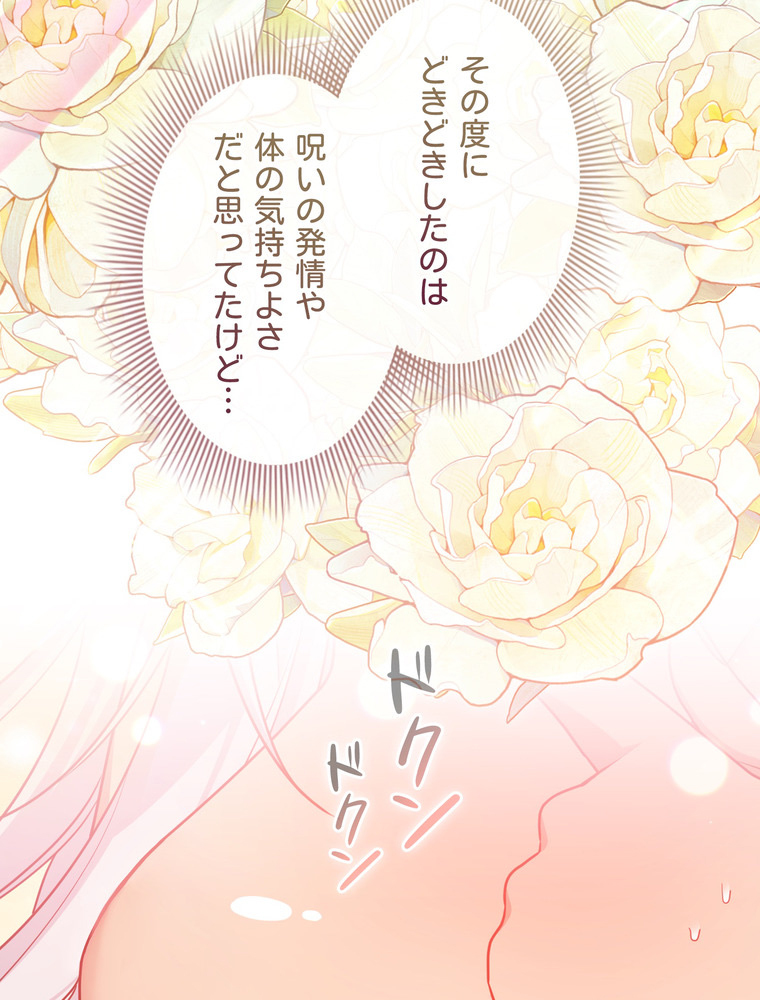 その度に
どきどきしたのは
呪いの発情や
体の気持ちよさ
だと思ってたけど…
ドクン
ドクン